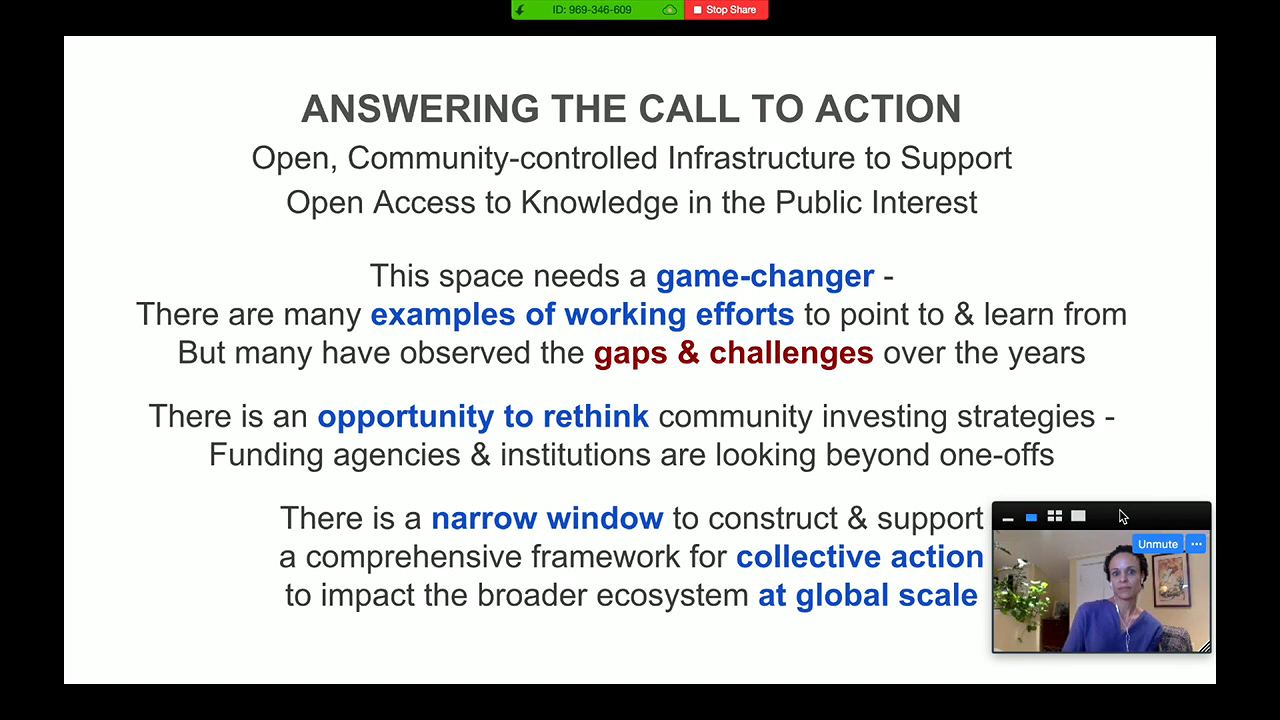 ID: 969-346-609
Stop Share
ANSWERING THE CALL TO ACTION
Open, Community-controlled Infrastructure to Support
Open Access to Knowledge in the Public Interest
This space needs a game-changer -
There are many examples of working efforts to point to & learn from
But many have observed the gaps & challenges over the years
There is an opportunity to rethink community investing strategies -
Funding agencies & institutions are looking beyond one-offs
There is a narrow window to construct & support
a comprehensive framework for collective action
to impact the broader ecosystem at global scale
Unmute